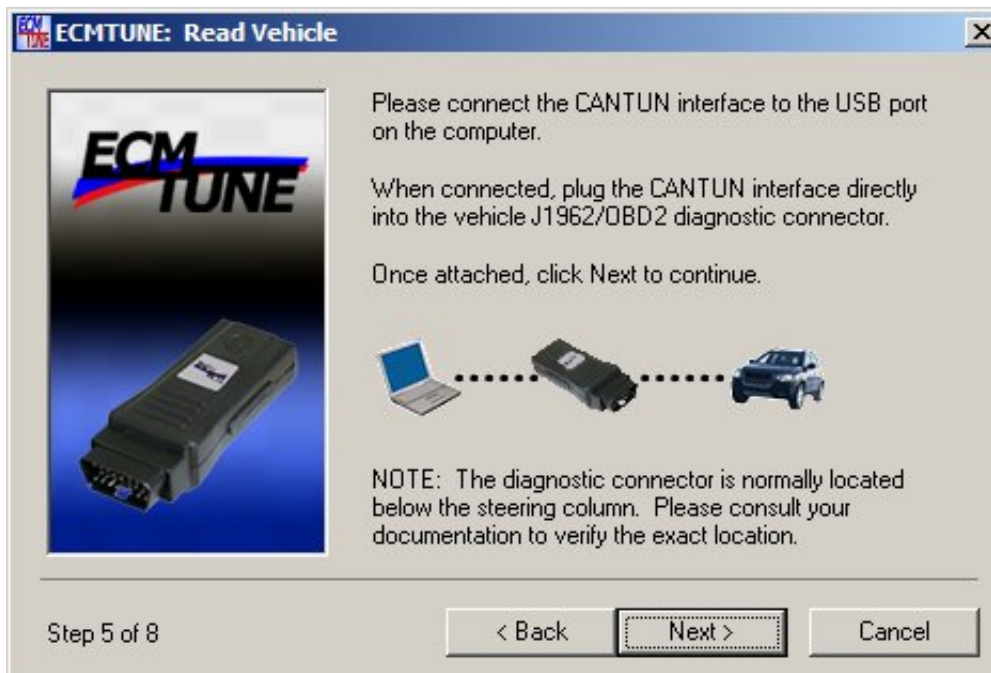 ECMTUNE: Read Vehicle
ECM
TUNE
Please connect the CANTUN interface to the USB port
on the computer.
When connected, plug the CANTUN interface directly
into the vehicle J1962/OBD2 diagnostic connector.
Once attached, click Next to continue.
NOTE: The diagnostic connector is normally located
below the steering column. Please consult your
documentation to verify the exact location.
Step 5 of 8
< Back
Next >
Cancel